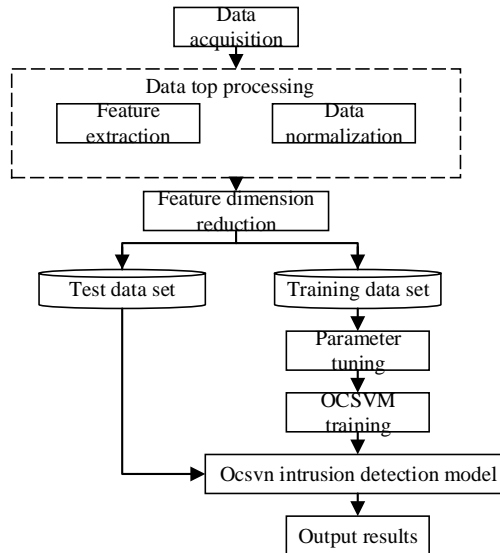 Data
acquisition
Data top processing
Feature
extraction
Data
normalization
Feature dimension
reduction
Test data set
Training data set
Parameter
tuning
OCSVM
training
Ocsvn intrusion detection model
Output results